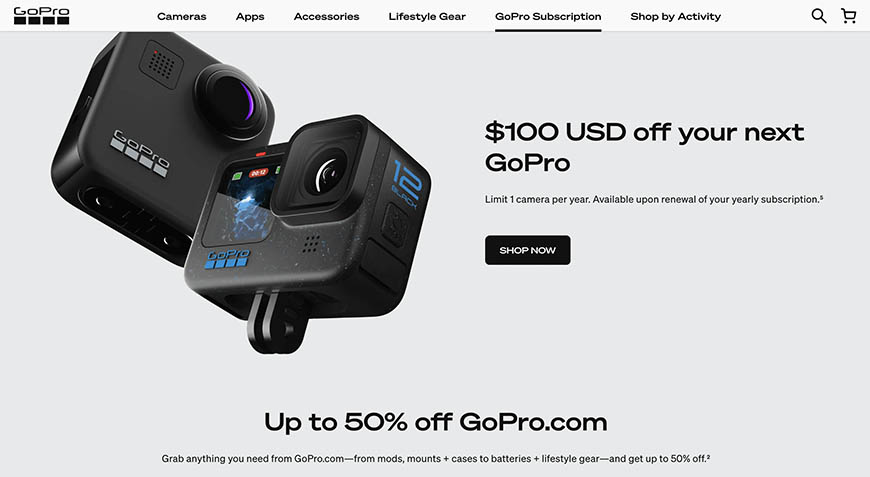 GoPro
Cameras Apps Accessories Lifestyle Gear GoPro Subscription Shop by Activity
GoPro
00:12
12
BLACK
GoPro
$100 USD off your next
GoPro
Limit 1 camera per year. Available upon renewal of your yearly subscription.⁵
SHOP NOW
Up to 50% off GoPro.com
Grab anything you need from GoPro.com—from mods, mounts + cases to batteries + lifestyle gear—and get up to 50% off.²